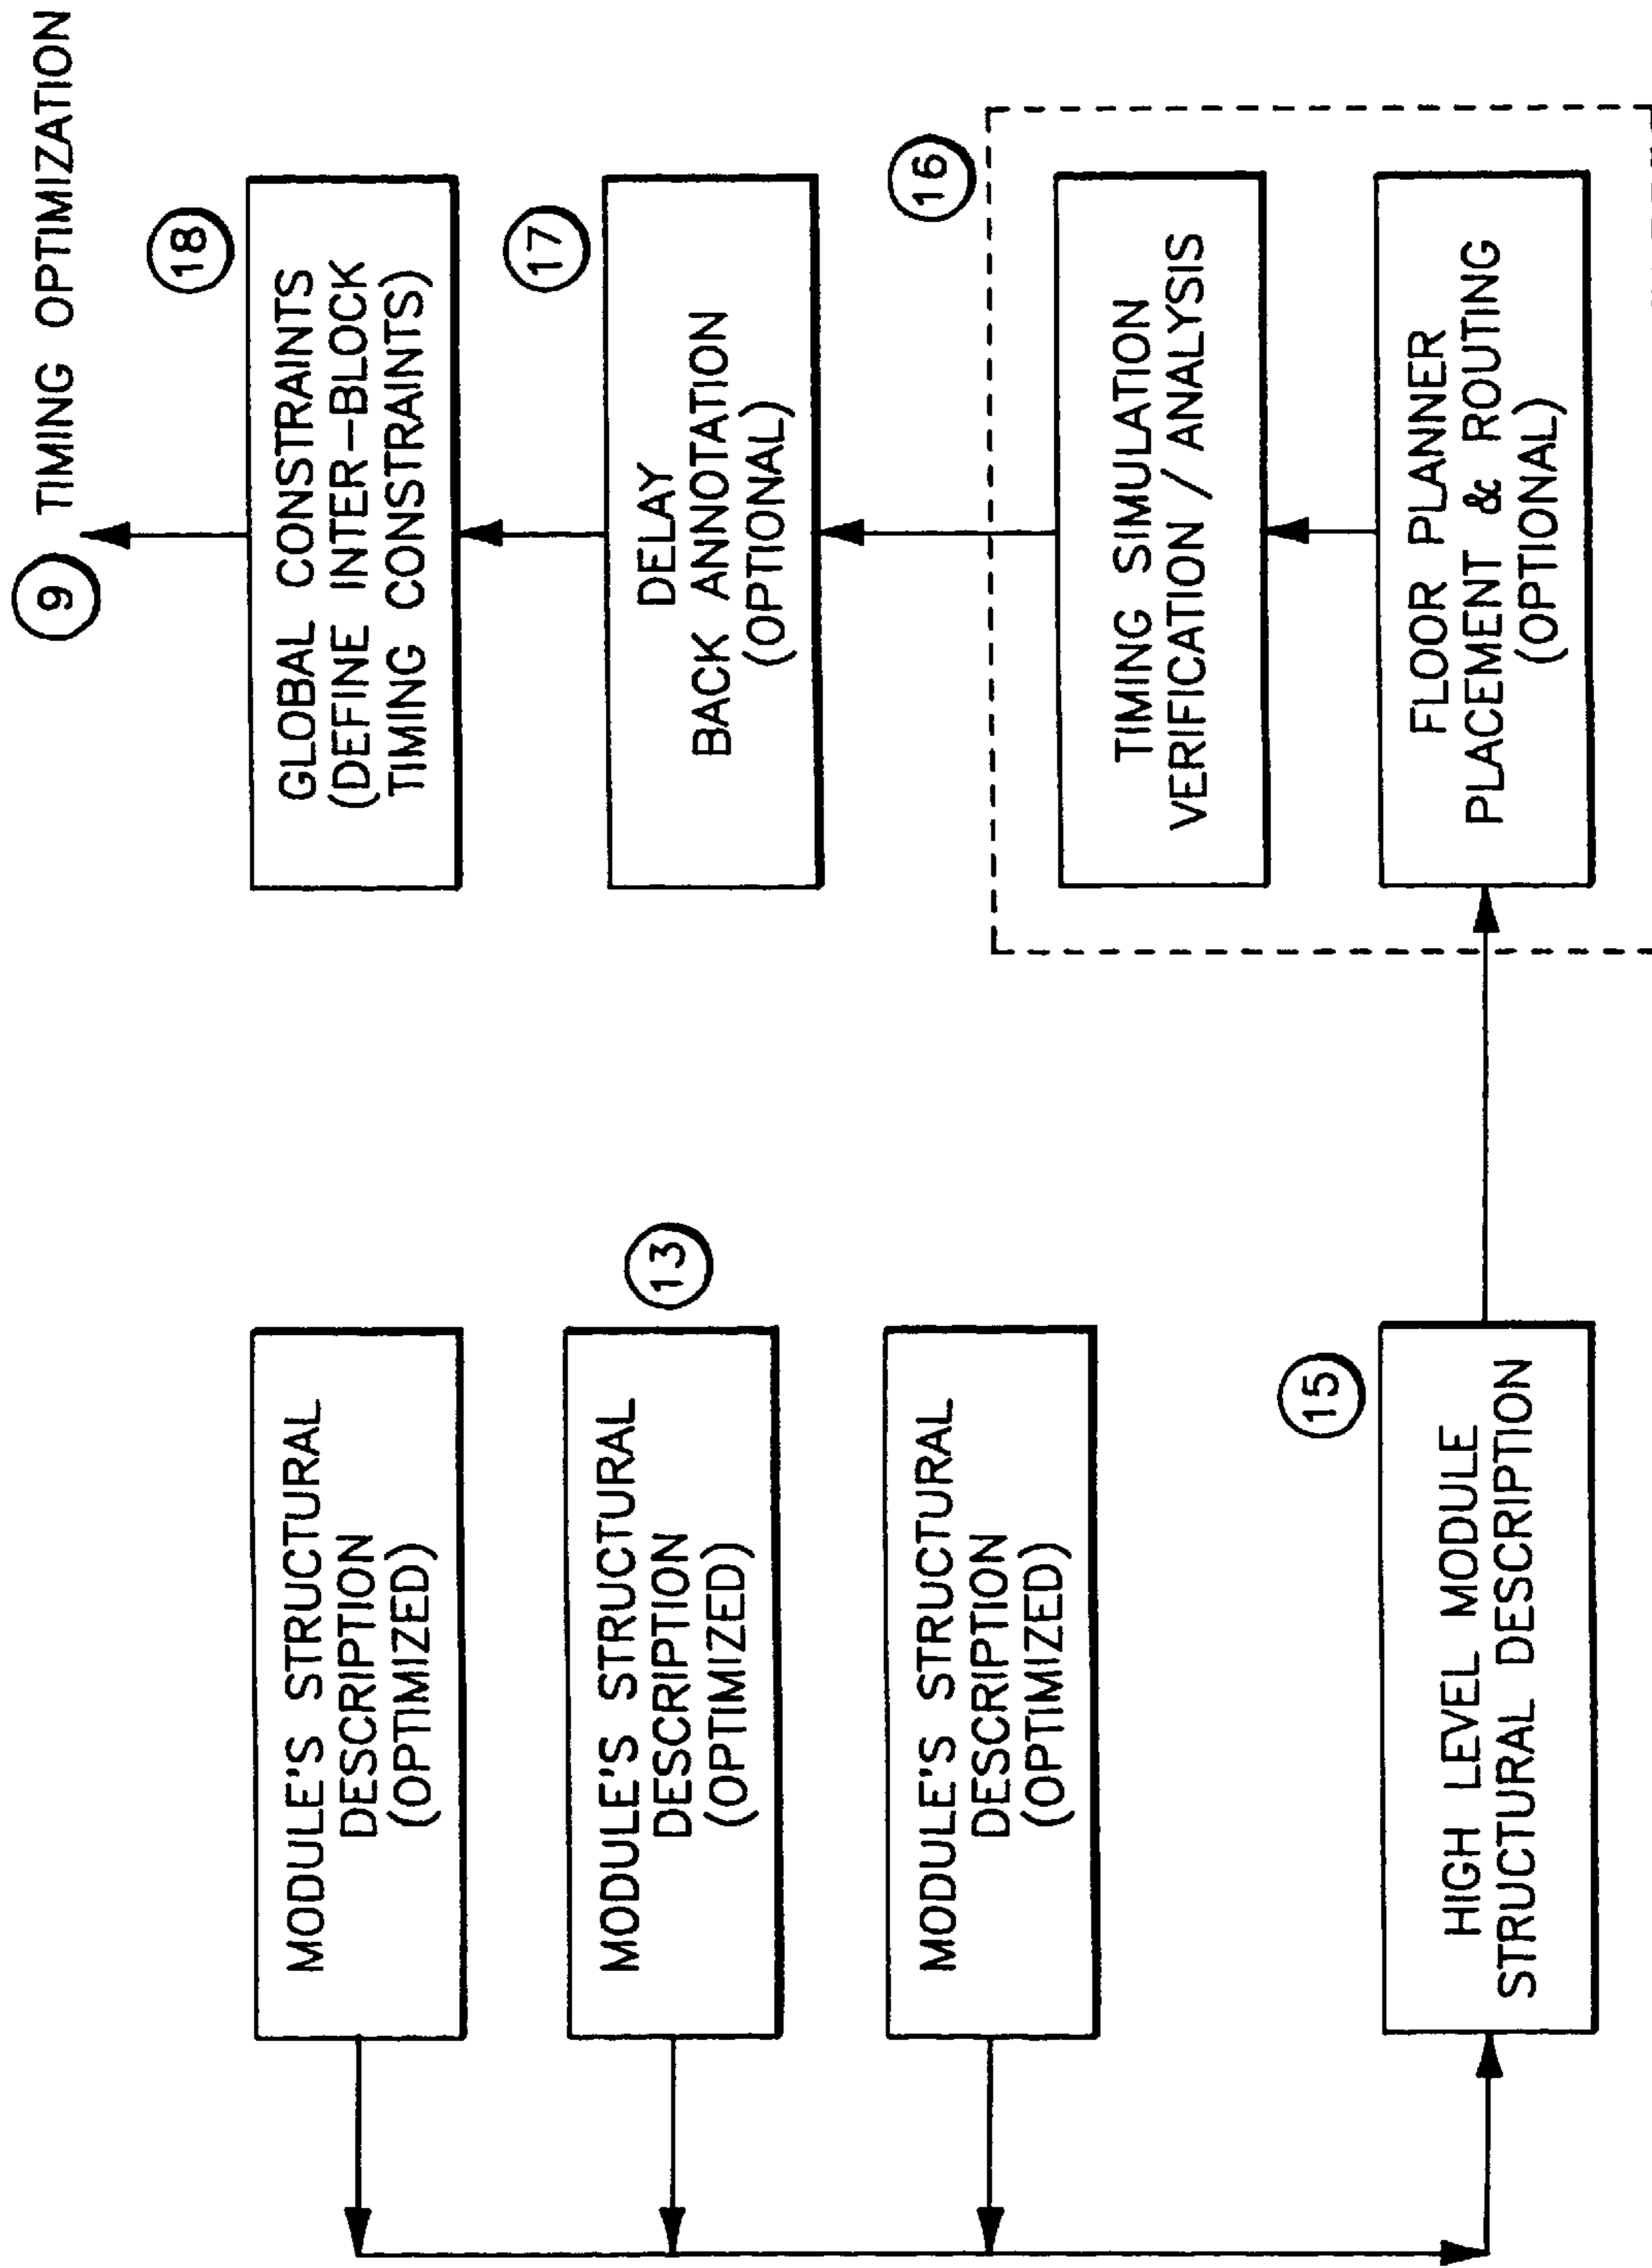 9 TIMING OPTIMIZATION
18
GLOBAL CONSTRAINTS
(DEFINE INTER-BLOCK
TIMING CONSTRAINTS)
17
DELAY
BACK ANNOTATION
(OPTIONAL)
16
TIMING SIMULATION
VERIFICATION / ANALYSIS
FLOOR PLANNER
PLACEMENT & ROUTING
(OPTIONAL)
MODULE'S STRUCTURAL
DESCRIPTION
(OPTIMIZED)
13
MODULE'S STRUCTURAL
DESCRIPTION
(OPTIMIZED)
MODULE'S STRUCTURAL
DESCRIPTION
(OPTIMIZED)
15
HIGH LEVEL MODULE
STRUCTURAL DESCRIPTION